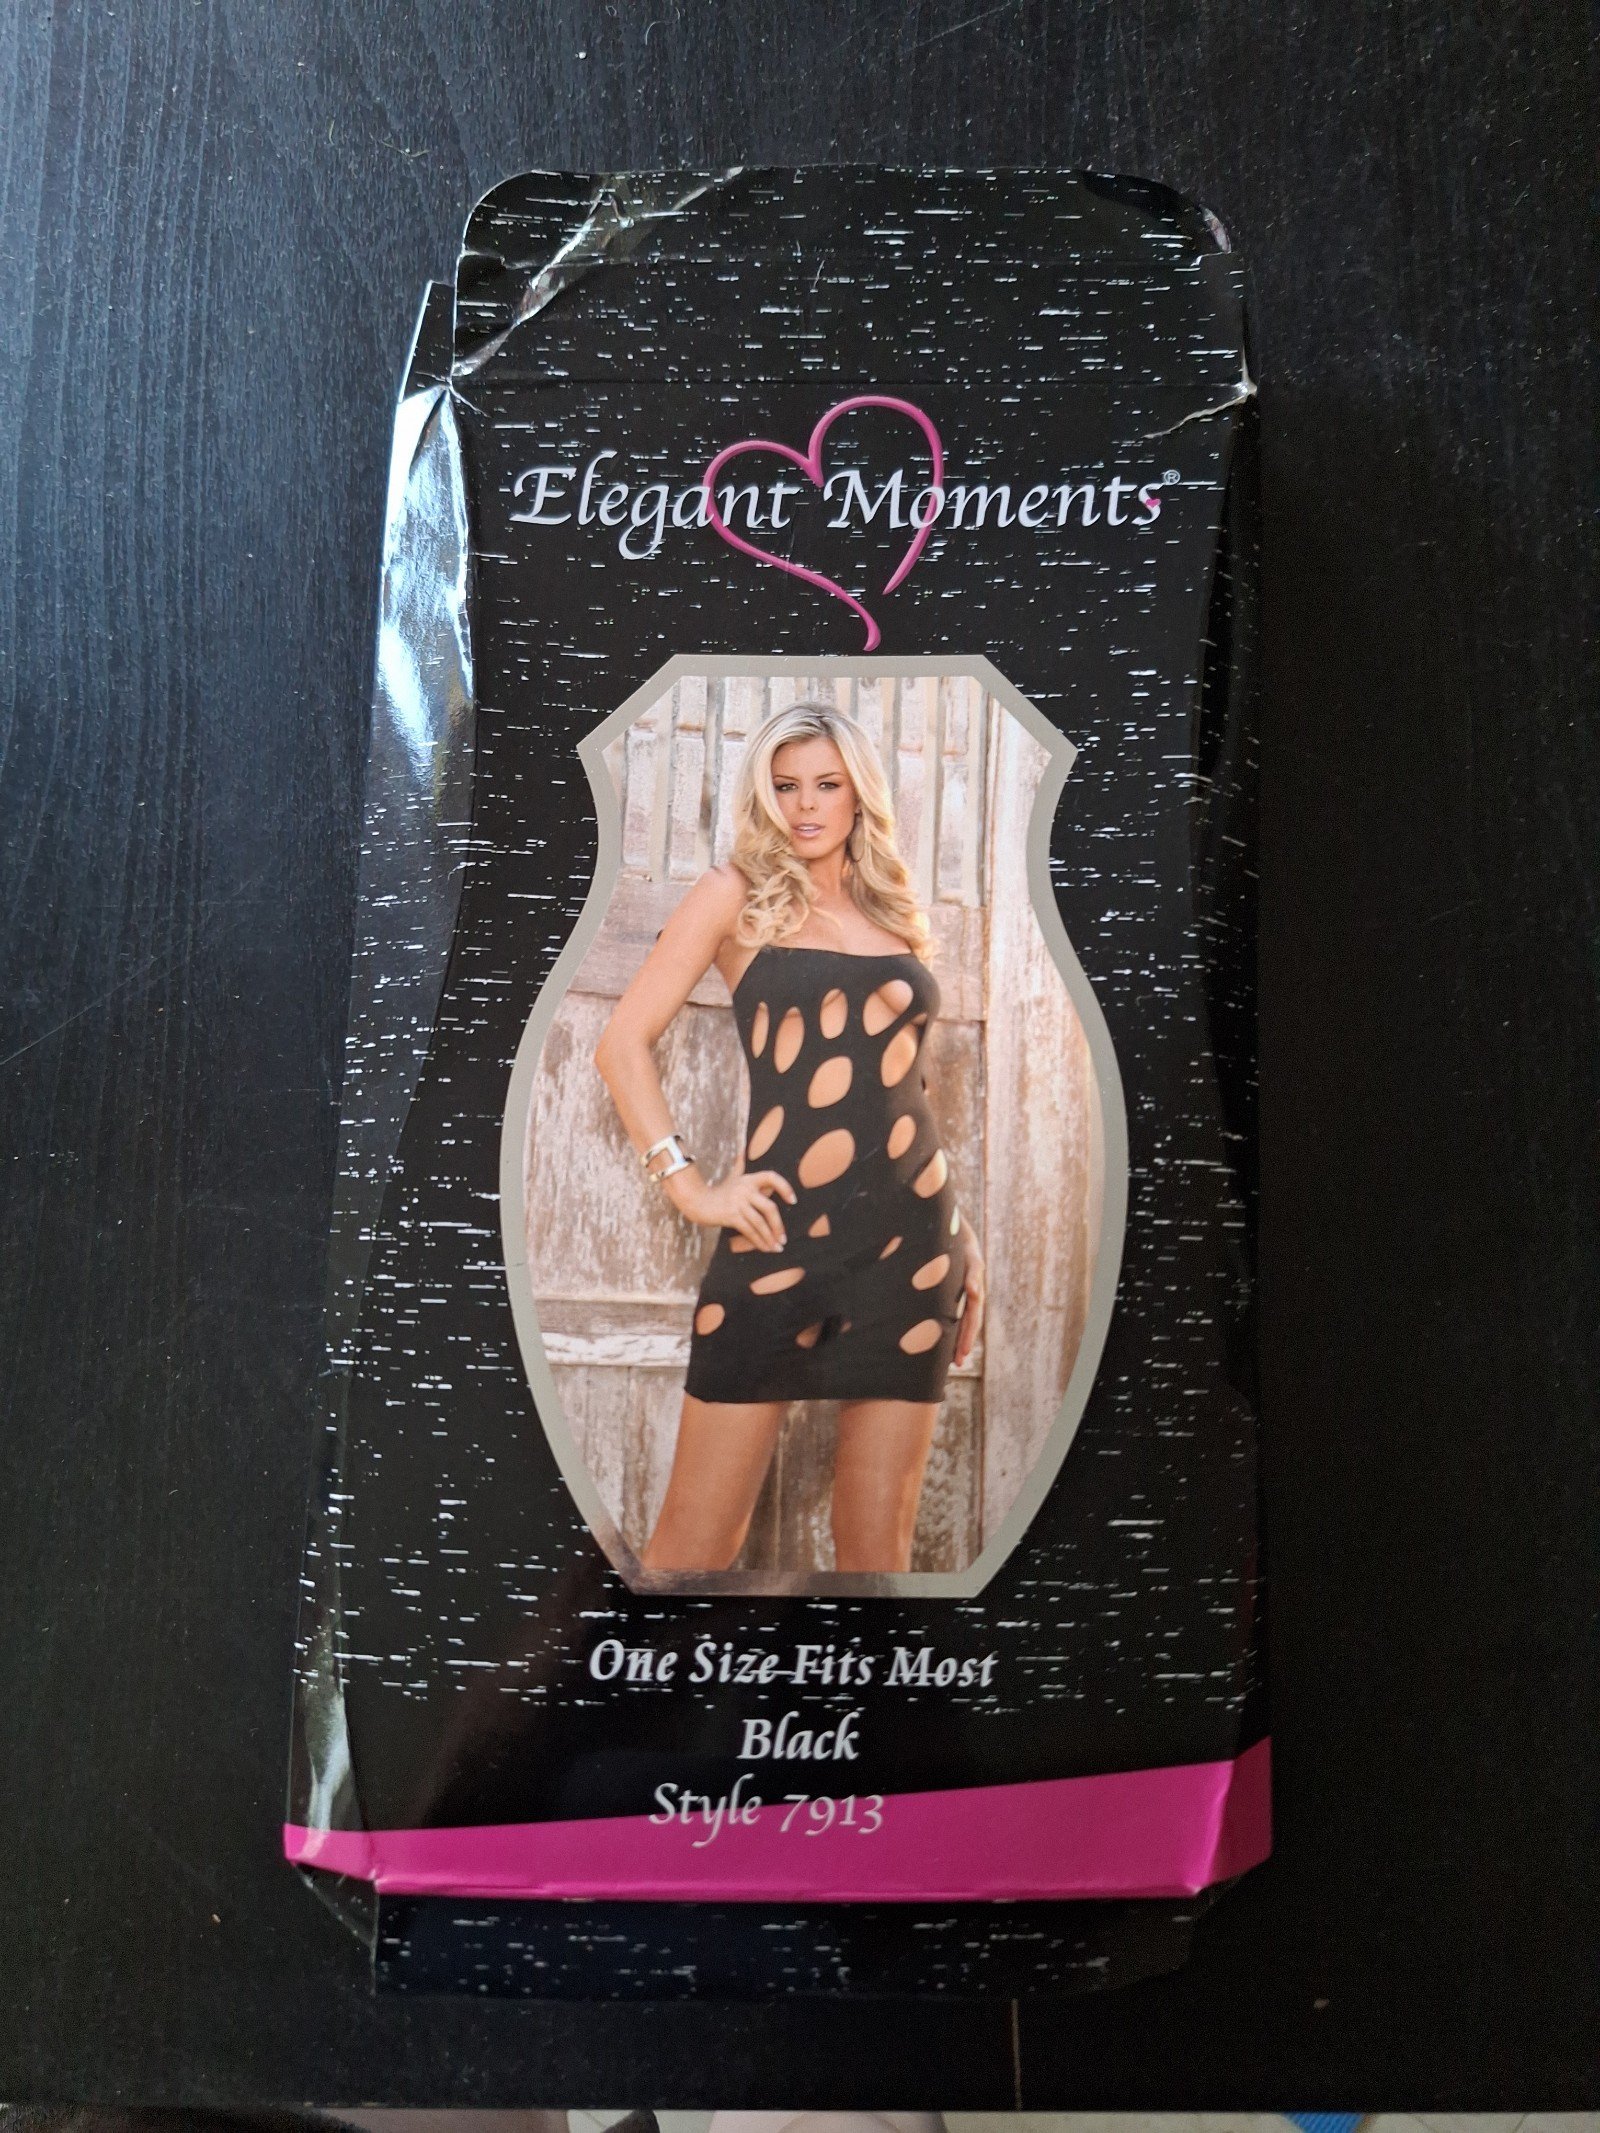 Elegant Moments®
One Size Fits Most
Black
Style 7913